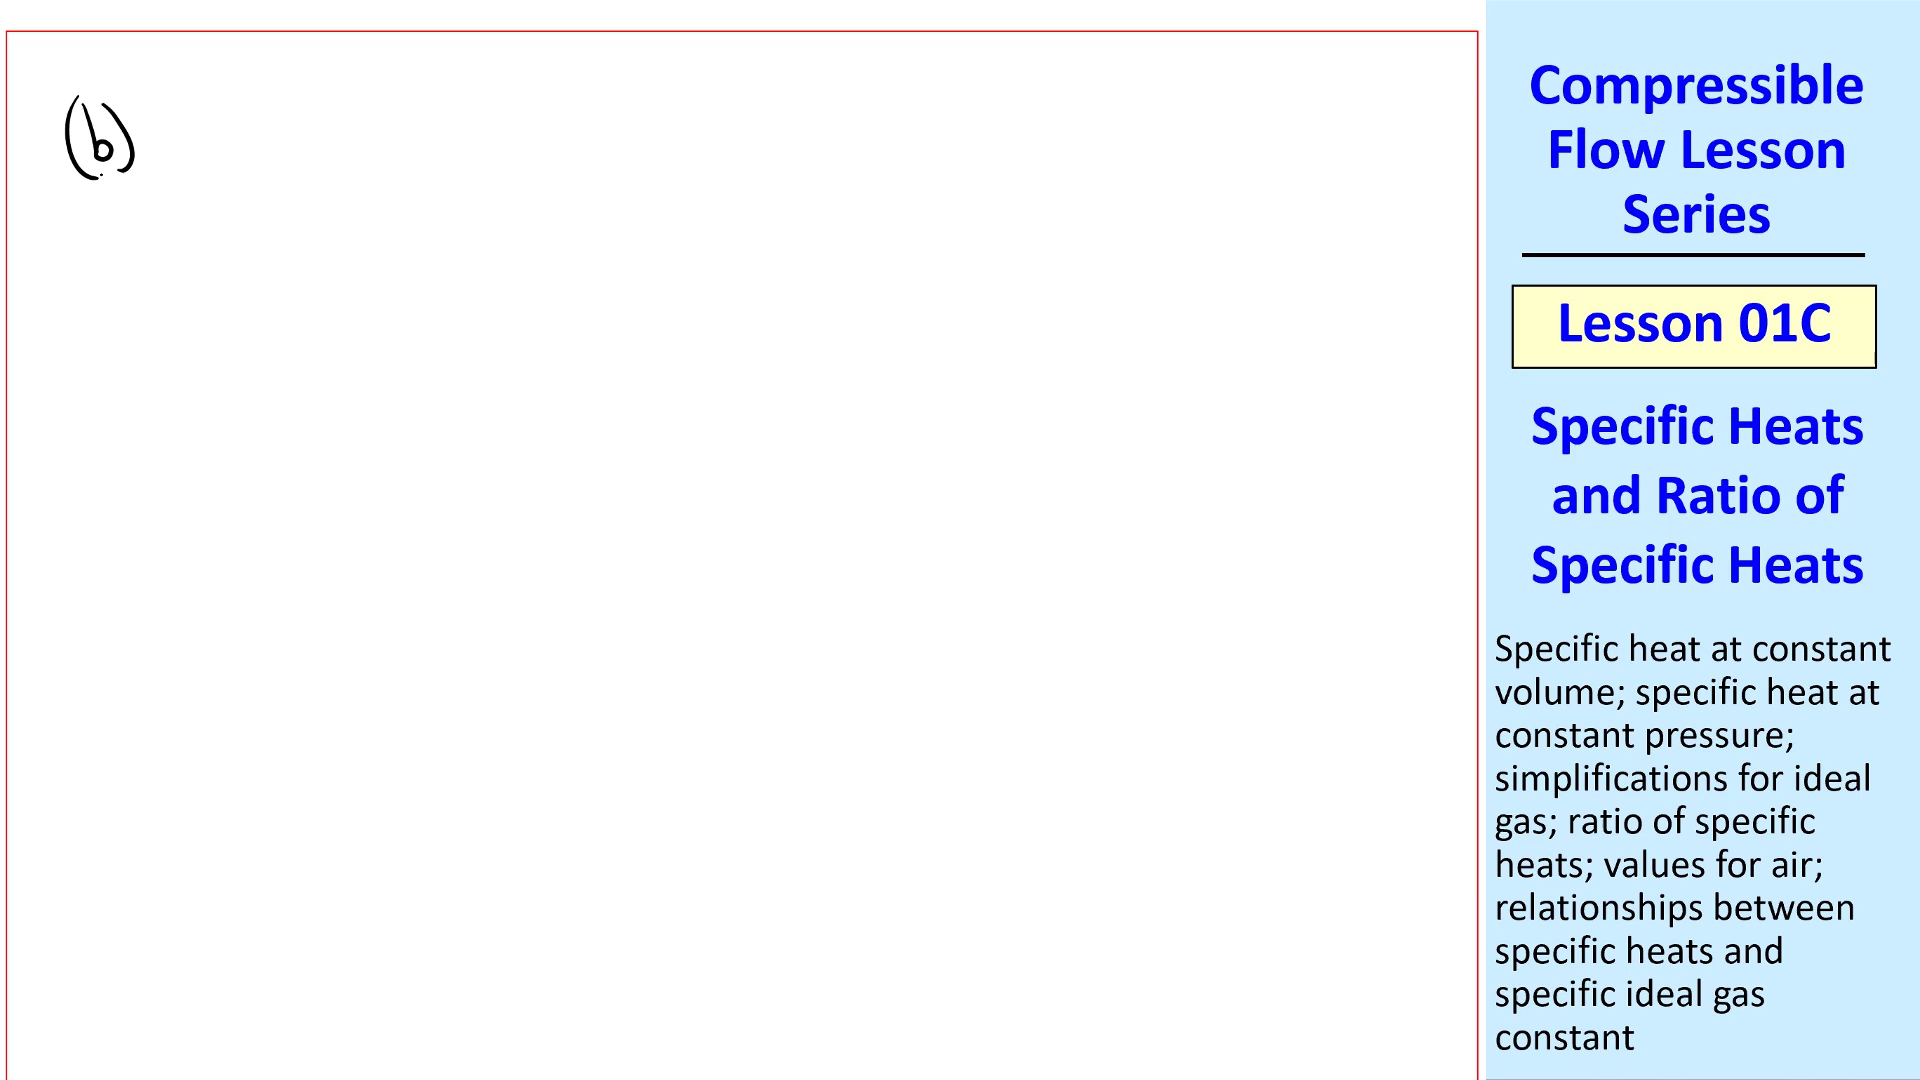 (b)
Compressible
Flow Lesson
Series
Lesson 01C
Specific Heats
and Ratio of
Specific Heats
Specific heat at constant
volume; specific heat at
constant pressure;
simplifications for ideal
gas; ratio of specific
heats; values for air;
relationships between
specific heats and
specific ideal gas
constant